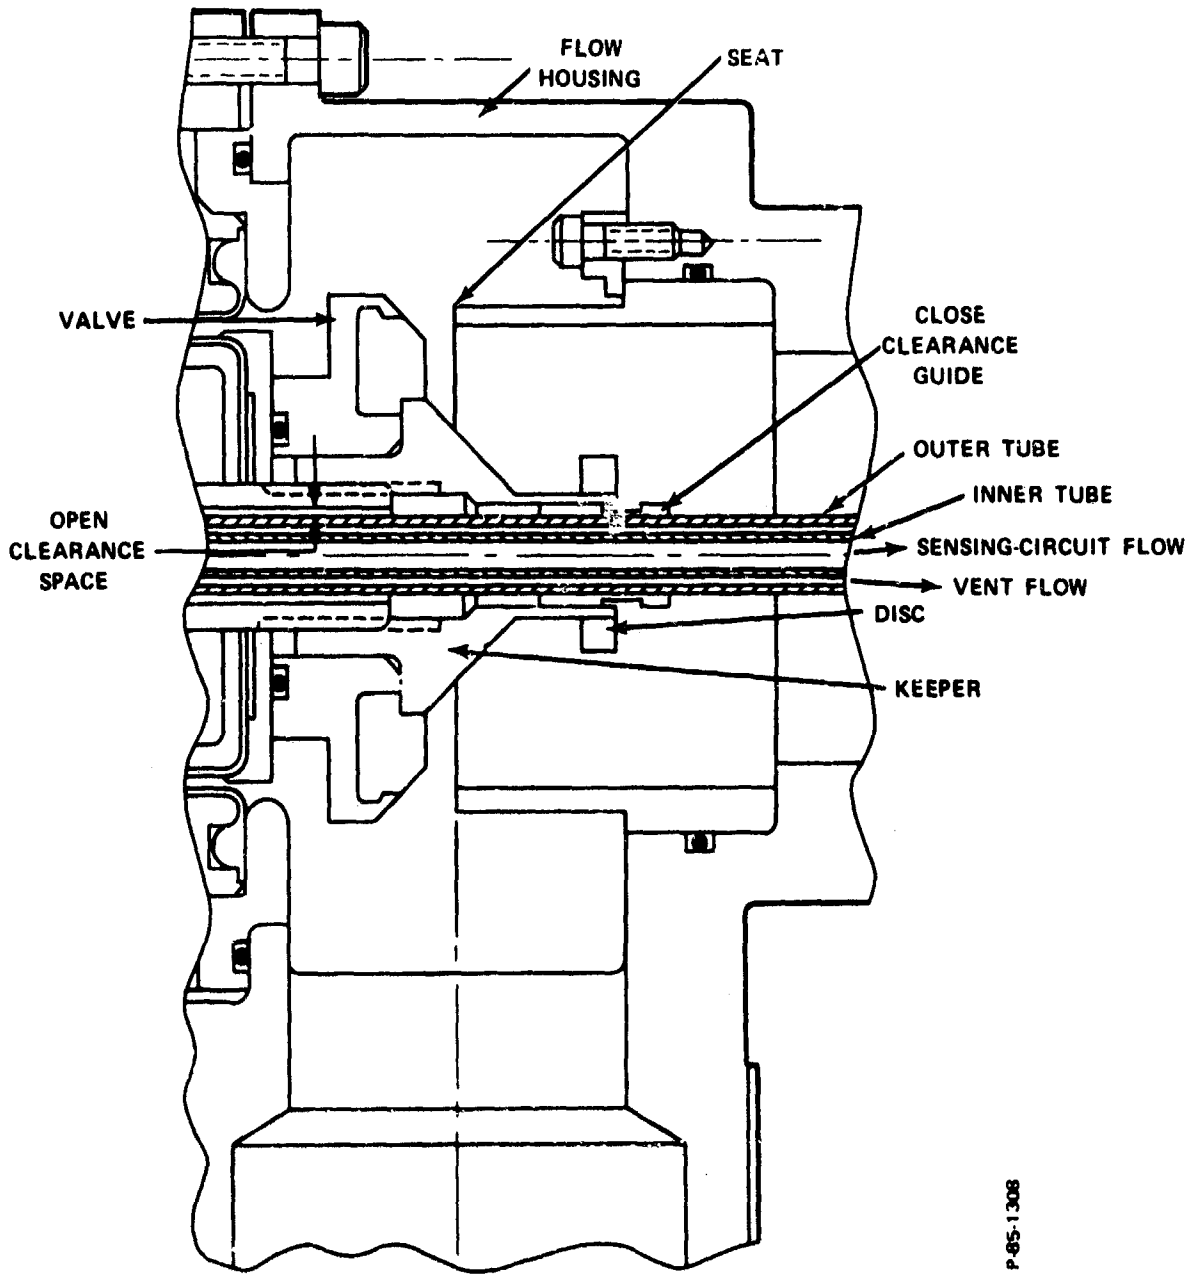 FLOW
HOUSING
SEAT
VALVE
CLOSE
CLEARANCE
GUIDE
OUTER TUBE
INNER TUBE
OPEN
CLEARANCE
SPACE
SENSING-CIRCUIT FLOW
VENT FLOW
DISC
KEEPER
P-85-1308